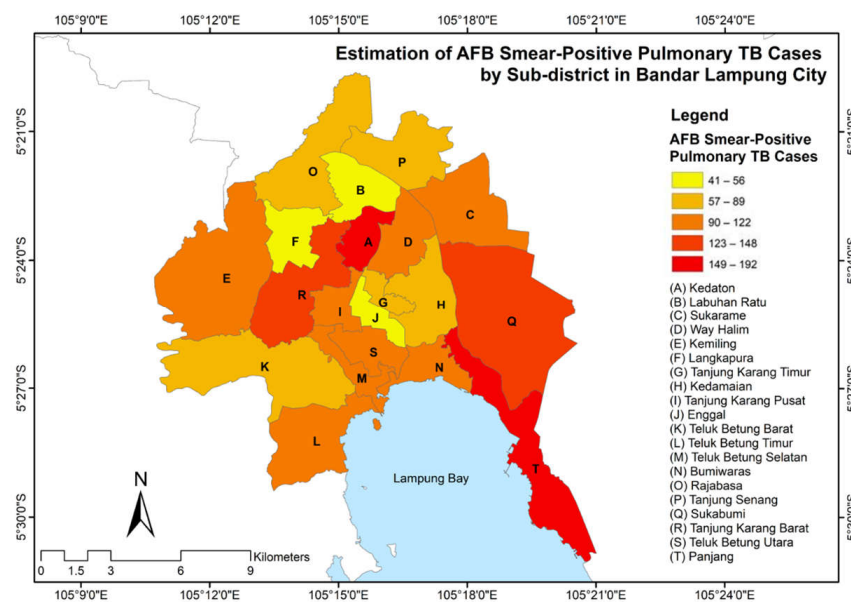 105°9'0"E 105°12'0"E 105°15'0"E 105°18'0"E 105°21'0"E 105°24'0"E
Estimation of AFB Smear-Positive Pulmonary TB Cases
by Sub-district in Bandar Lampung City
5°21'0"S
5°24'0"S
5°27'0"S
5°30'0"S
O
P
B
C
F
A
D
E
R
G
H
J
I
Q
S
K
M
N
L
T
Lampung Bay
N
0 1.5 3 6 9
Kilometers
Legend
AFB Smear-Positive
Pulmonary TB Cases
41 – 56
57 – 89
90 – 122
123 – 148
149 – 192
(A) Kedaton
(B) Labuhan Ratu
(C) Sukarame
(D) Way Halim
(E) Kemiling
(F) Langkapura
(G) Tanjung Karang Timur
(H) Kedamaian
(I) Tanjung Karang Pusat
(J) Enggal
(K) Teluk Betung Barat
(L) Teluk Betung Timur
(M) Teluk Betung Selatan
(N) Bumiwaras
(O) Rajabasa
(P) Tanjung Senang
(Q) Sukabumi
(R) Tanjung Karang Barat
(S) Teluk Betung Utara
(T) Panjang
105°9'0"E 105°12'0"E 105°15'0"E 105°18'0"E 105°21'0"E 105°24'0"E